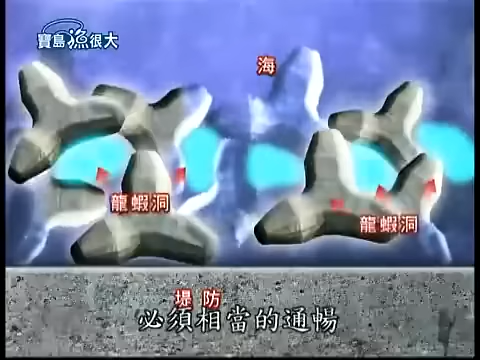 寶島漁很大
海
龍蝦洞
龍蝦洞
堤防
必須相當的通暢